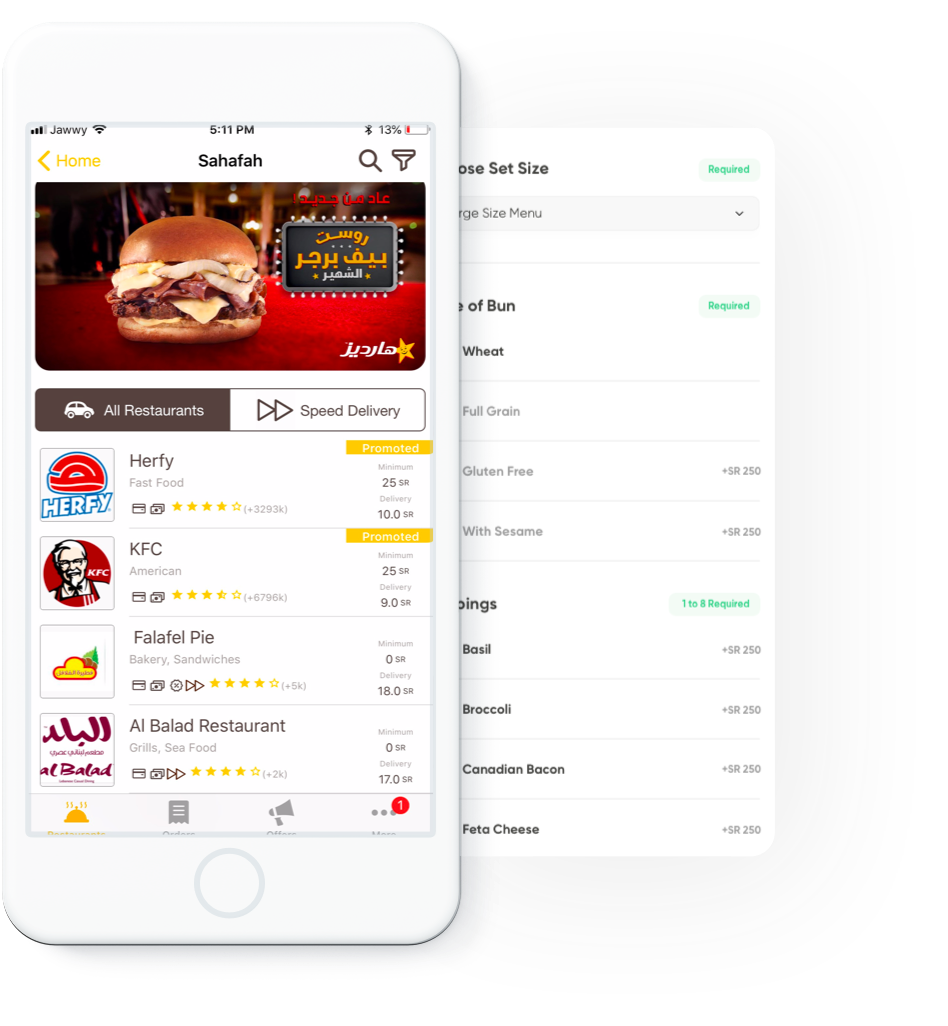 Jawwy
5:11 PM
13%
Home
Sahafah
عاد من جديد!
روست
بيف برجر
الشهير
هارديز
All Restaurants
Speed Delivery
Promoted
HERFY
Herfy
Fast Food
(+3293k)
Minimum
25 SR
Delivery
10.0 SR
Promoted
KFC
KFC
American
(+6796k)
Minimum
25 SR
Delivery
9.0 SR
Falafel Pie
Bakery, Sandwiches
(+5k)
Minimum
0 SR
Delivery
18.0 SR
البلد
مطعم لبناني عصري
al Balad
Al Balad Restaurant
Grills, Sea Food
(+2k)
Minimum
0 SR
Delivery
17.0 SR
1
Restaurants
Orders
Offers
More
ose Set Size
Required
rge Size Menu
e of Bun
Required
Wheat
Full Grain
Gluten Free
+SR 250
With Sesame
+SR 250
pings
1 to 8 Required
Basil
+SR 250
Broccoli
+SR 250
Canadian Bacon
+SR 250
Feta Cheese
+SR 250